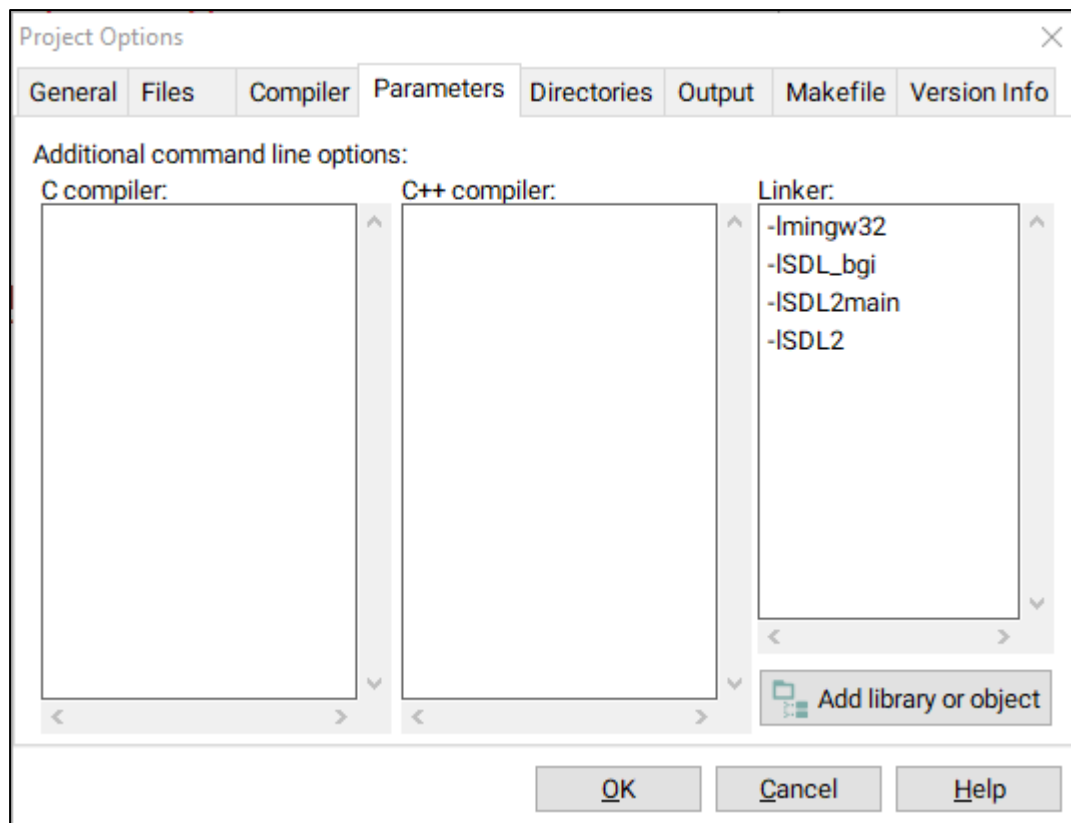 Project Options
General Files Compiler Parameters Directories Output Makefile Version Info
Additional command line options:
C compiler: C++ compiler: Linker:
-lmingw32
-lSDL_bgi
-lSDL2main
-lSDL2
Add library or object
OK Cancel Help